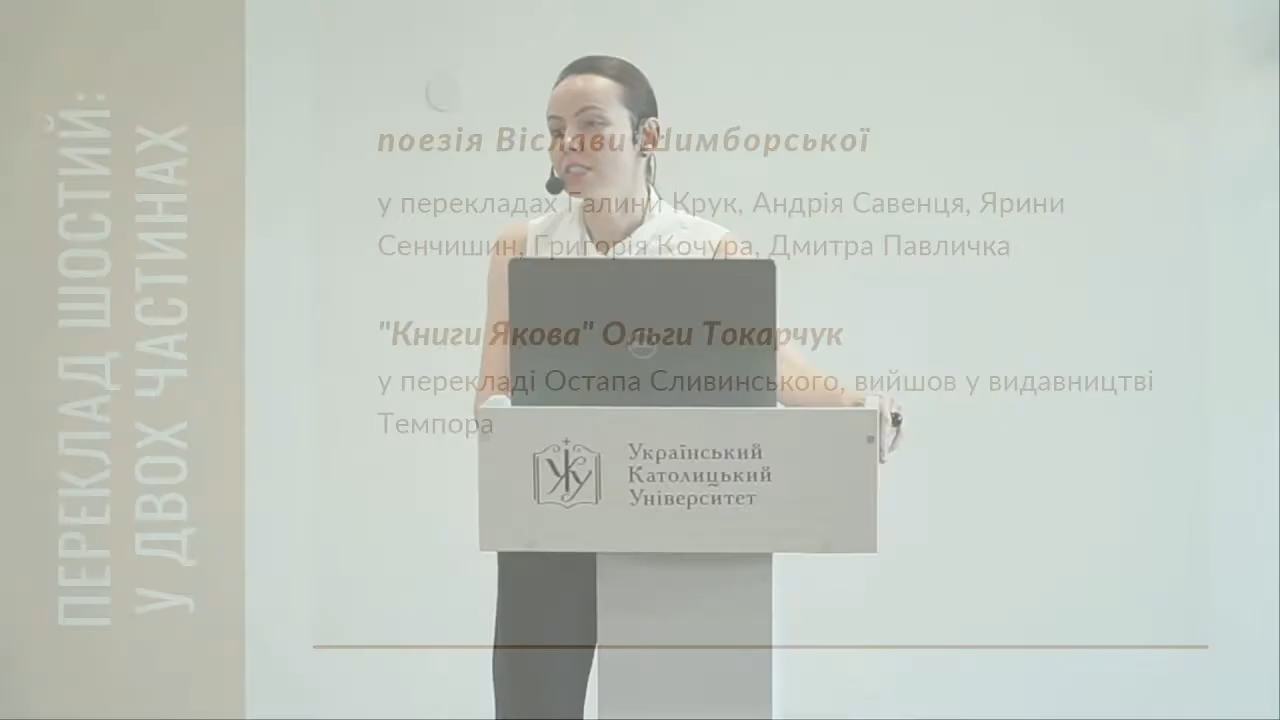 ПЕРЕКЛАД ШОСТИЙ:
У ДВОХ ЧАСТИНАХ
поезія Віслави Шимборської
у перекладах Галини Крук, Андрія Савенця, Ярини
Сенчишин, Григорія Кочура, Дмитра Павличка
"Книги Якова" Ольги Токарчук
у перекладі Остапа Сливинського, вийшов у видавництві
Темпора
Український
Католицький
Університет